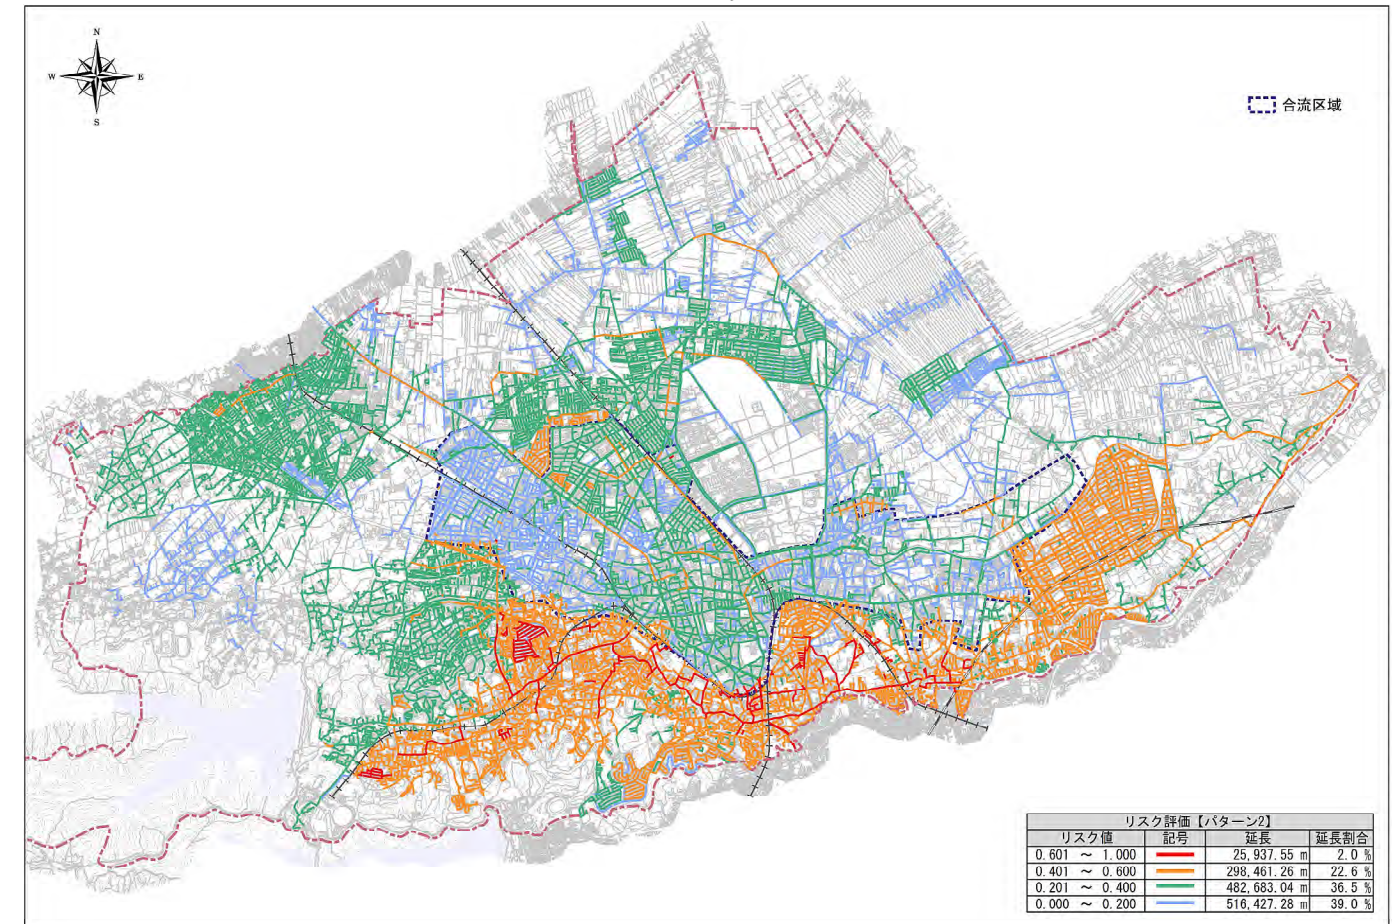 N
W E
S
合流区域
リスク評価【パターン2】
リスク値 記号 延長 延長割合
0.601 ～ 1.000 25,937.55 m 2.0 %
0.401 ～ 0.600 298,461.26 m 22.6 %
0.201 ～ 0.400 482,683.04 m 36.5 %
0.000 ～ 0.200 516,427.28 m 39.0 %